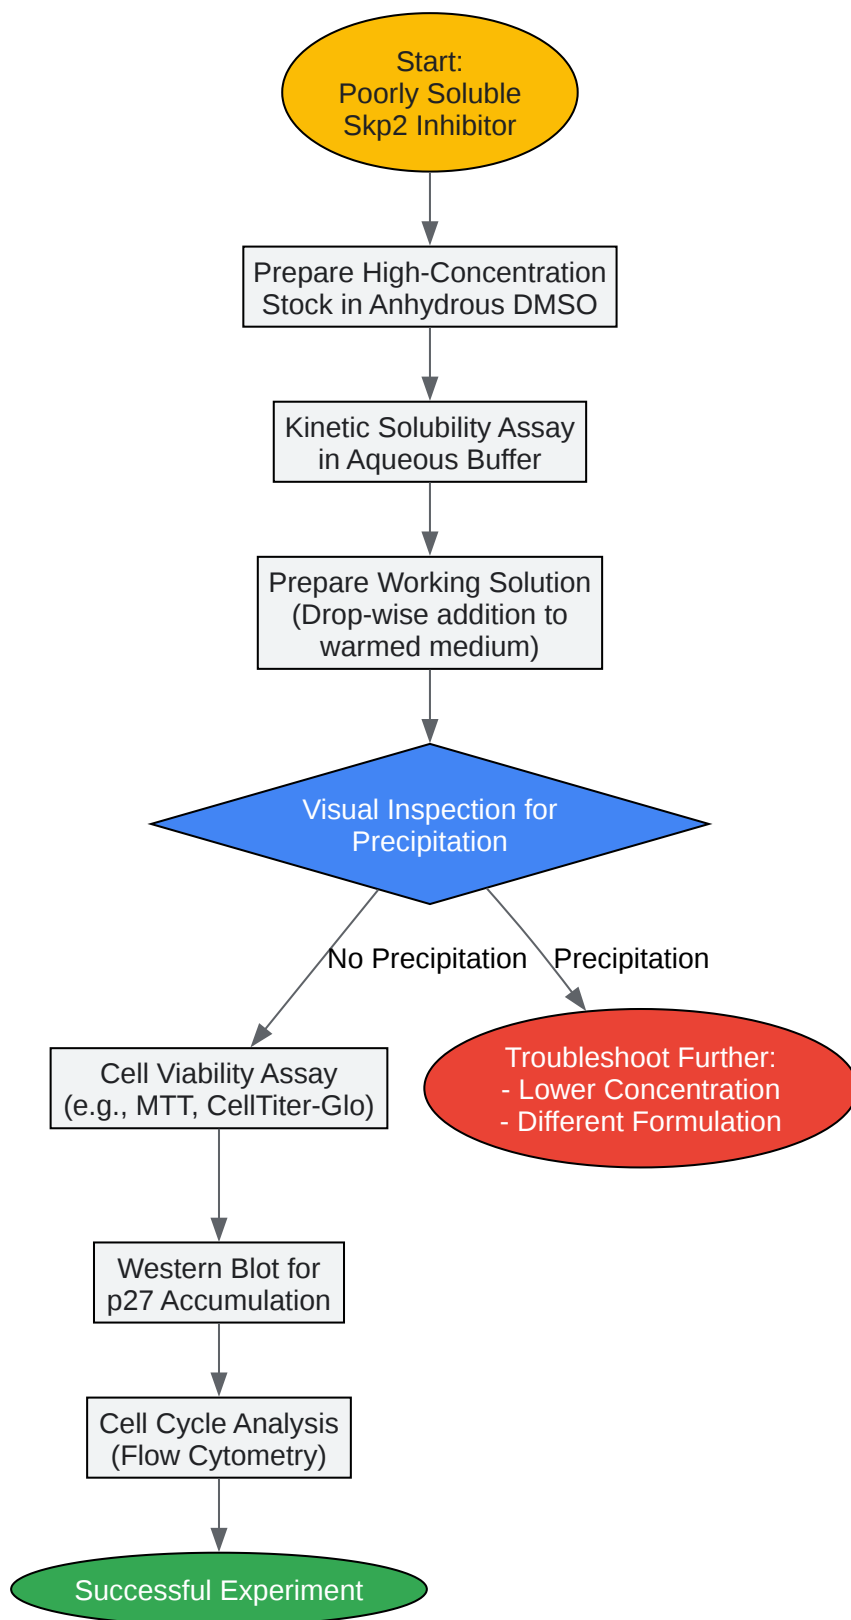 Start:
Poorly Soluble
Skp2 Inhibitor
Prepare High-Concentration
Stock in Anhydrous DMSO
Kinetic Solubility Assay
in Aqueous Buffer
Prepare Working Solution
(Drop-wise addition to
warmed medium)
Visual Inspection for
Precipitation
No Precipitation
Precipitation
Cell Viability Assay
(e.g., MTT, CellTiter-Glo)
Troubleshoot Further:
- Lower Concentration
- Different Formulation
Western Blot for
p27 Accumulation
Cell Cycle Analysis
(Flow Cytometry)
Successful Experiment